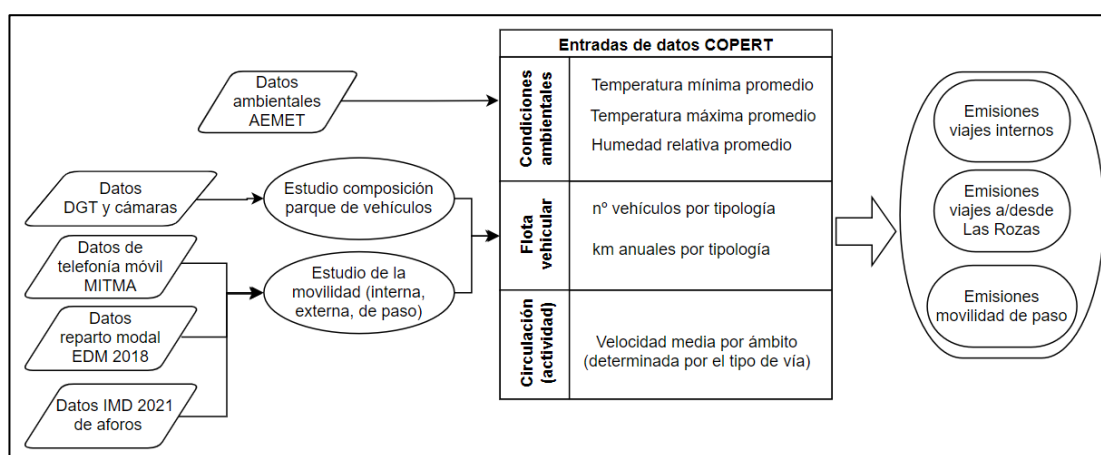 Datos
ambientales
AEMET
Datos
DGT y cámaras
Datos de
telefonía móvil
MITMA
Datos
reparto modal
EDM 2018
Datos IMD 2021
de aforos
Estudio composición
parque de vehículos
Estudio de la
movilidad (interna,
externa, de paso)
Entradas de datos COPERT
Condiciones
ambientales
Temperatura mínima promedio
Temperatura máxima promedio
Humedad relativa promedio
Flota
vehicular
nº vehículos por tipología
km anuales por tipología
Circulación
(actividad)
Velocidad media por ámbito
(determinada por el tipo de vía)
Emisiones
viajes internos
Emisiones
viajes a/desde
Las Rozas
Emisiones
movilidad de paso